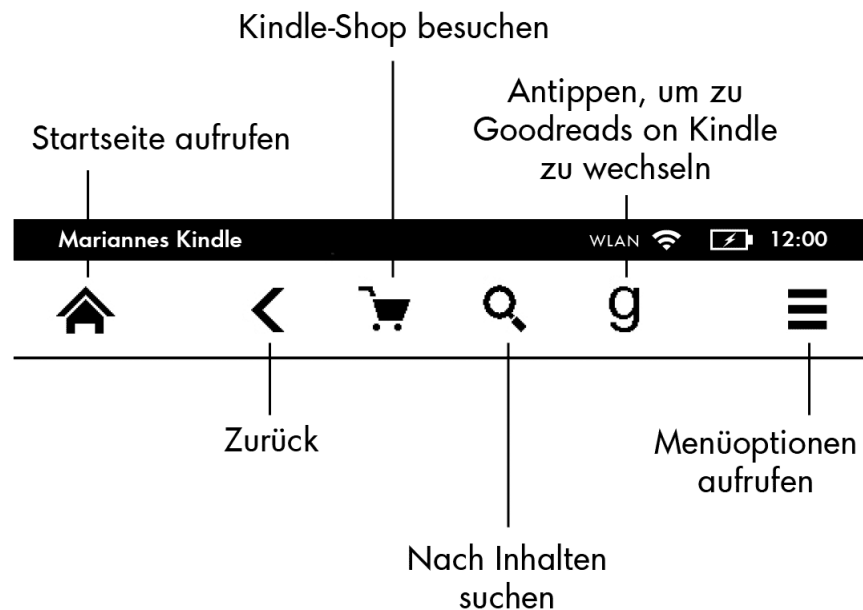 Kindle-Shop besuchen
Antippen, um zu
Goodreads on Kindle
zu wechseln
Startseite aufrufen
Mariannes Kindle WLAN 12:00
g
Zurück
Menüoptionen
aufrufen
Nach Inhalten
suchen